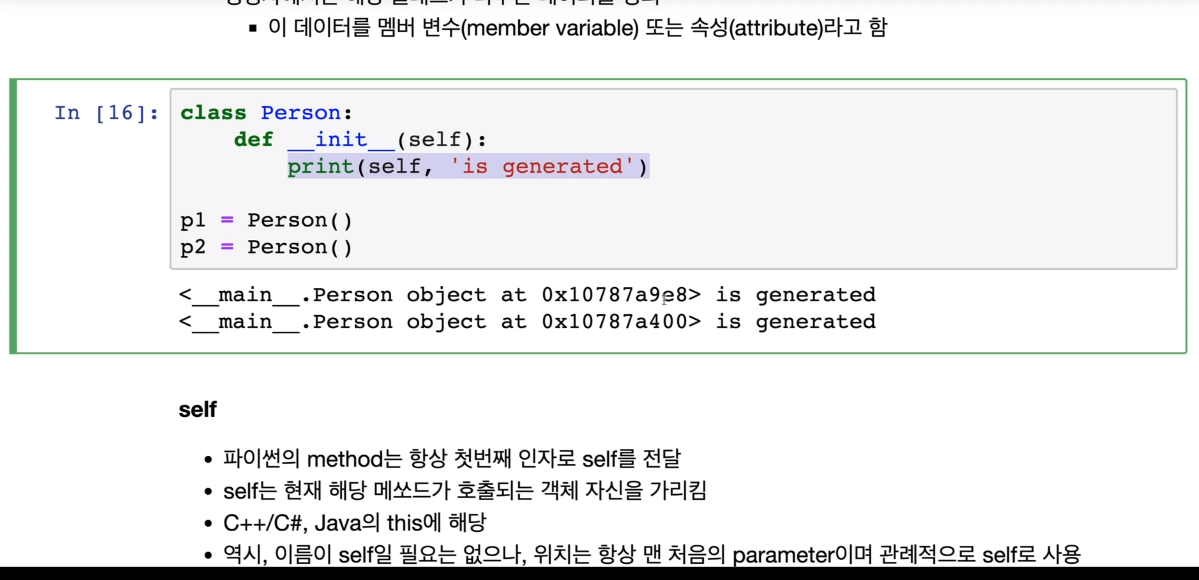 이 데이터를 멤버 변수(member variable) 또는 속성(attribute)라고 함
In [16]:
class Person:
def __init__(self):
print(self, 'is generated')
p1 = Person()
p2 = Person()
<__main__.Person object at 0x10787a9e8> is generated
<__main__.Person object at 0x10787a400> is generated
self
파이썬의 method는 항상 첫번째 인자로 self를 전달
self는 현재 해당 메쏘드가 호출되는 객체 자신을 가리킴
C++/C#, Java의 this에 해당
역시, 이름이 self일 필요는 없으나, 위치는 항상 맨 처음의 parameter이며 관례적으로 self로 사용